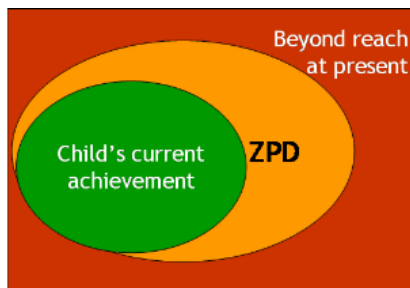 Beyond reach
at present
Child's current
achievement
ZPD